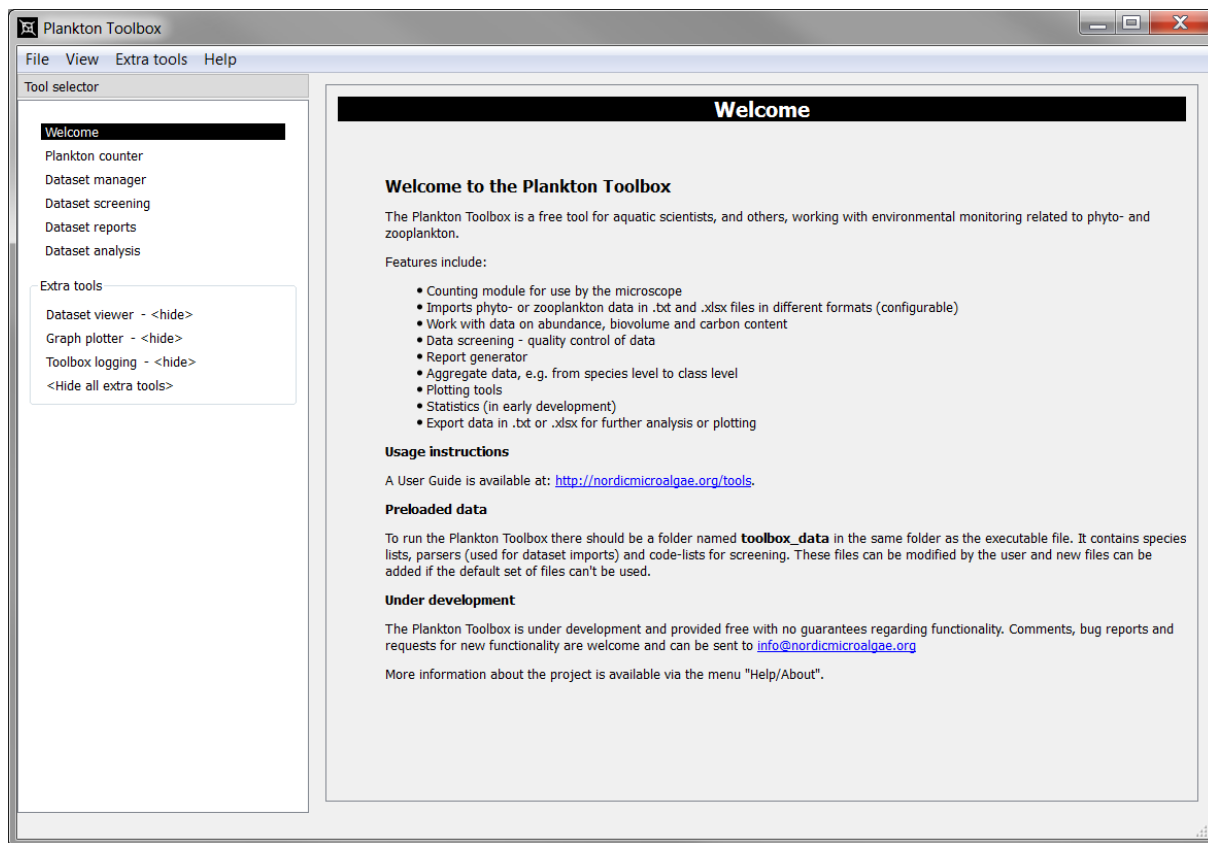 Plankton Toolbox
File View Extra tools Help
Tool selector
Welcome
Plankton counter
Dataset manager
Dataset screening
Dataset reports
Dataset analysis
Extra tools
Dataset viewer - <hide>
Graph plotter - <hide>
Toolbox logging - <hide>
<Hide all extra tools>
Welcome
Welcome to the Plankton Toolbox
The Plankton Toolbox is a free tool for aquatic scientists, and others, working with environmental monitoring related to phyto- and
zooplankton.
Features include:
• Counting module for use by the microscope
• Imports phyto- or zooplankton data in .txt and .xlsx files in different formats (configurable)
• Work with data on abundance, biovolume and carbon content
• Data screening - quality control of data
• Report generator
• Aggregate data, e.g. from species level to class level
• Plotting tools
• Statistics (in early development)
• Export data in .txt or .xlsx for further analysis or plotting
Usage instructions
A User Guide is available at: http://nordicmicroalgae.org/tools.
Preloaded data
To run the Plankton Toolbox there should be a folder named toolbox_data in the same folder as the executable file. It contains species
lists, parsers (used for dataset imports) and code-lists for screening. These files can be modified by the user and new files can be
added if the default set of files can't be used.
Under development
The Plankton Toolbox is under development and provided free with no guarantees regarding functionality. Comments, bug reports and
requests for new functionality are welcome and can be sent to info@nordicmicroalgae.org
More information about the project is available via the menu "Help/About".